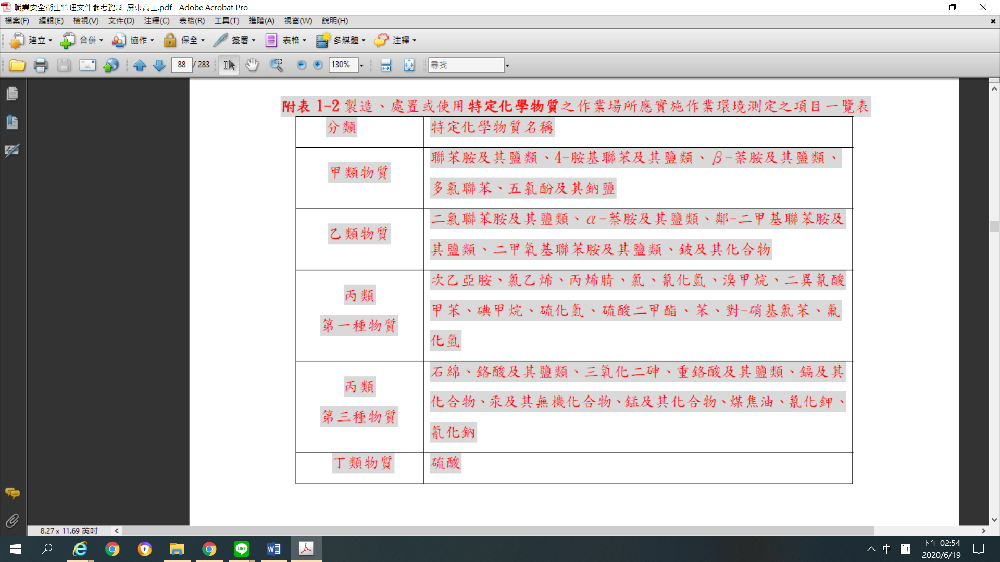 職業安全衛生管理文件參考資料-屏東高工.pdf - Adobe Acrobat Pro
檔案(F) 編輯(E) 檢視(V) 文件(D) 注釋(C) 表格(R) 工具(T) 進階(A) 視窗(W) 說明(H)
建立 合併 協作 保全 簽署 表格 多媒體 注釋
88 / 283 130% 尋找
附表 1-2 製造、處置或使用特定化學物質之作業場所應實施作業環境測定之項目一覽表
分類 特定化學物質名稱
甲類物質
聯苯胺及其鹽類、4-胺基聯苯及其鹽類、β-萘胺及其鹽類、
多氯聯苯、五氯酚及其鈉鹽
乙類物質
二氯聯苯胺及其鹽類、α-萘胺及其鹽類、鄰-二甲基聯苯胺及
其鹽類、二甲氧基聯苯胺及其鹽類、鈹及其化合物
丙類
第一種物質
次乙亞胺、氯乙烯、丙烯腈、氯、氰化氫、溴甲烷、二異氰酸
甲苯、碘甲烷、硫化氫、硫酸二甲酯、苯、對-硝基氯苯、氟
化氫
丙類
第三種物質
石綿、鉻酸及其鹽類、三氧化二砷、重鉻酸及其鹽類、鎘及其
化合物、汞及其無機化合物、錳及其化合物、煤焦油、氰化鉀、
氰化鈉
丁類物質 硫酸
8.27 x 11.69 英吋
LINE
中 ㄅ
下午 02:54
2020/6/19